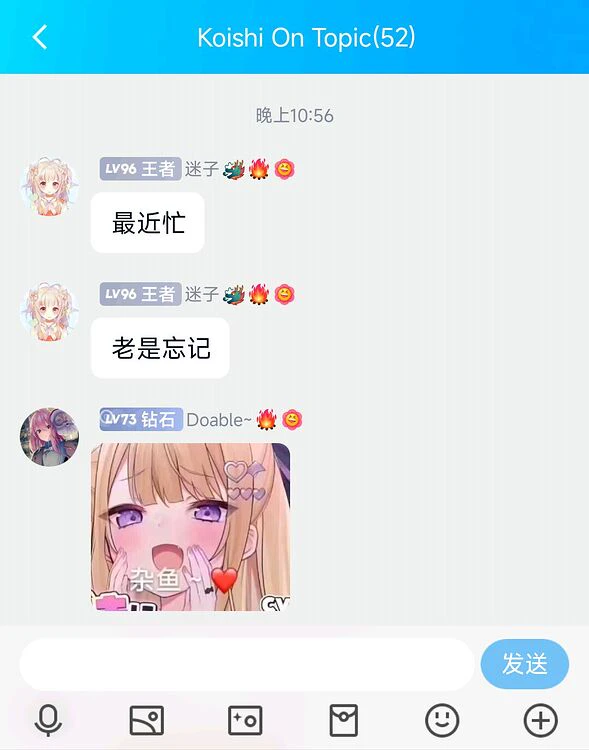 Koishi On Topic(52)
晚上10:56
LV96 王者 迷子
最近忙
LV96 王者 迷子
老是忘记
LV73 钻石 Doable~
杂鱼~
发送